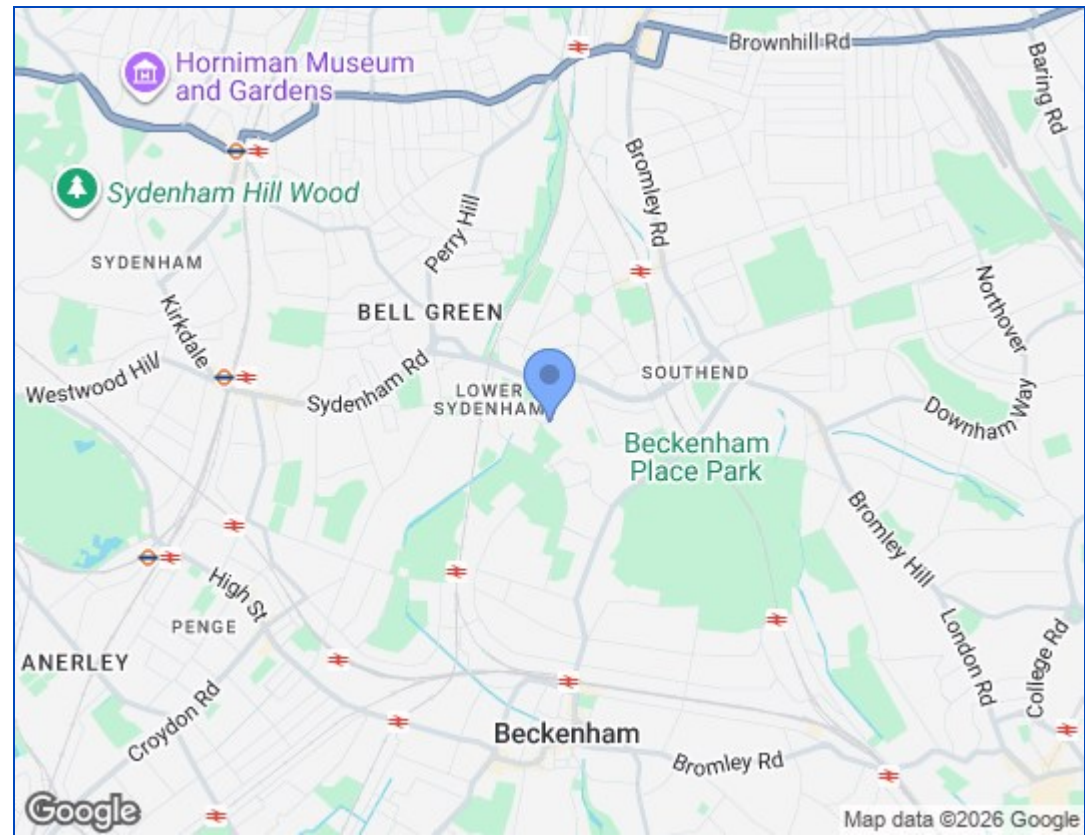 Brownhill Rd
Horniman Museum
and Gardens
Baring Rd
Sydenham Hill Wood
Bromley Rd
Perry Hill
SYDENHAM
Kirkdale
BELL GREEN
Northover
Westwood Hill
Sydenham Rd
LOWER
SYDENHAM
SOUTHEND
Downham Way
Beckenham
Place Park
Bromley Hill
High St
PENGE
London Rd
College Rd
ANERLEY
Croydon Rd
Beckenham
Bromley Rd
Google
Map data ©2026 Google